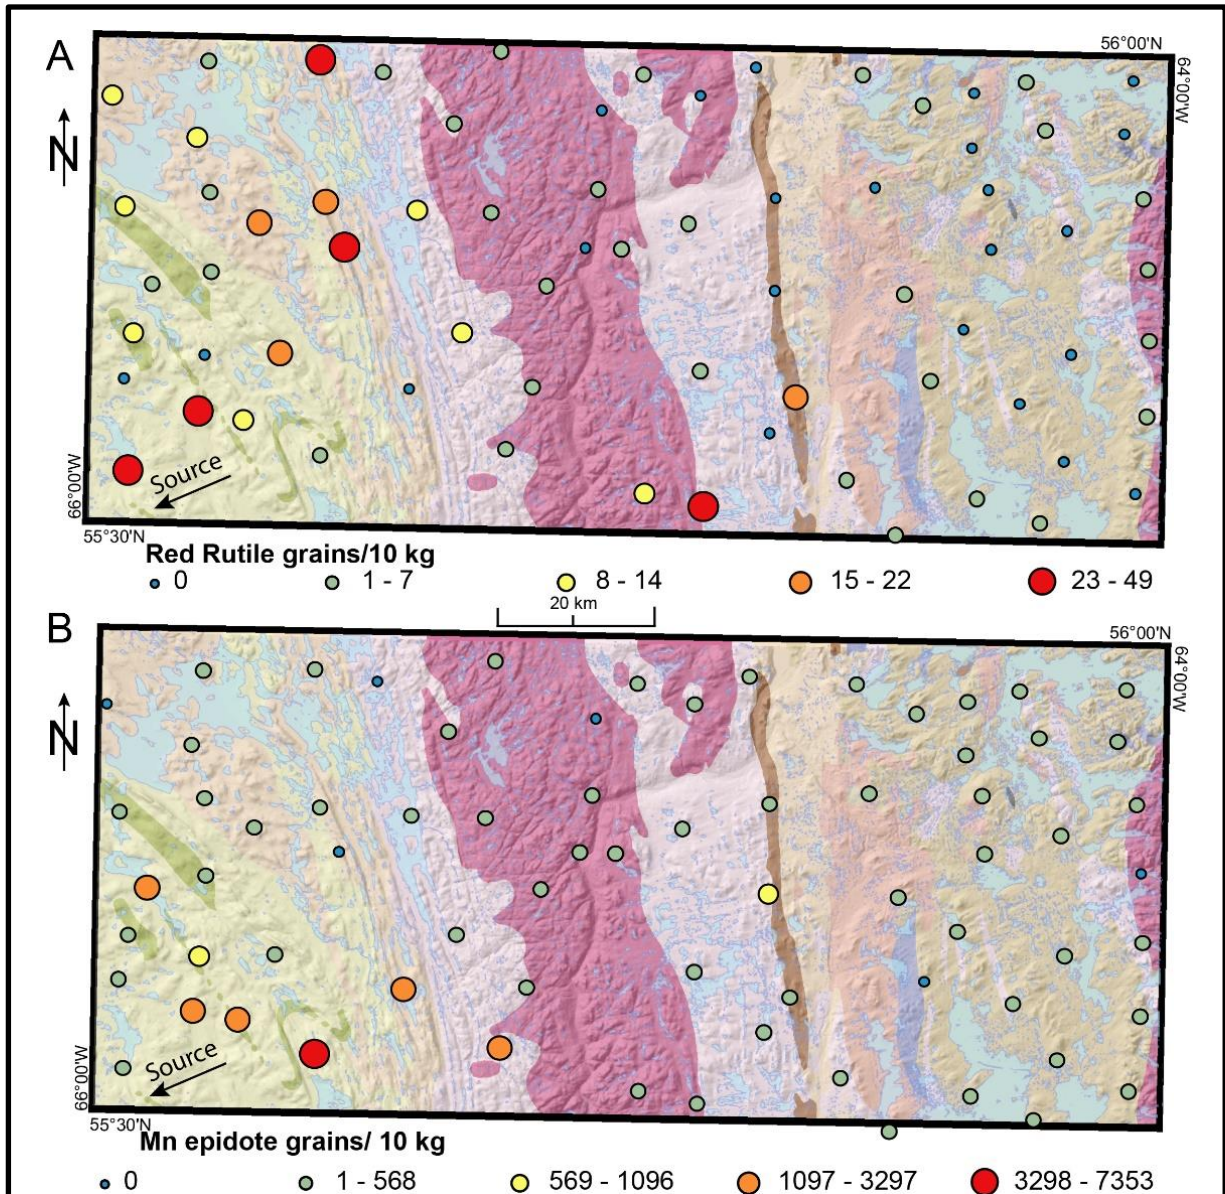 A
56°00'N
64°00'W
N
Source
66°00'W
55°30'N
Red Rutile grains/10 kg
0 1 - 7 8 - 14 15 - 22 23 - 49
20 km
B
56°00'N
64°00'W
N
Source
66°00'W
55°30'N
Mn epidote grains/ 10 kg
0 1 - 568 569 - 1096 1097 - 3297 3298 - 7353